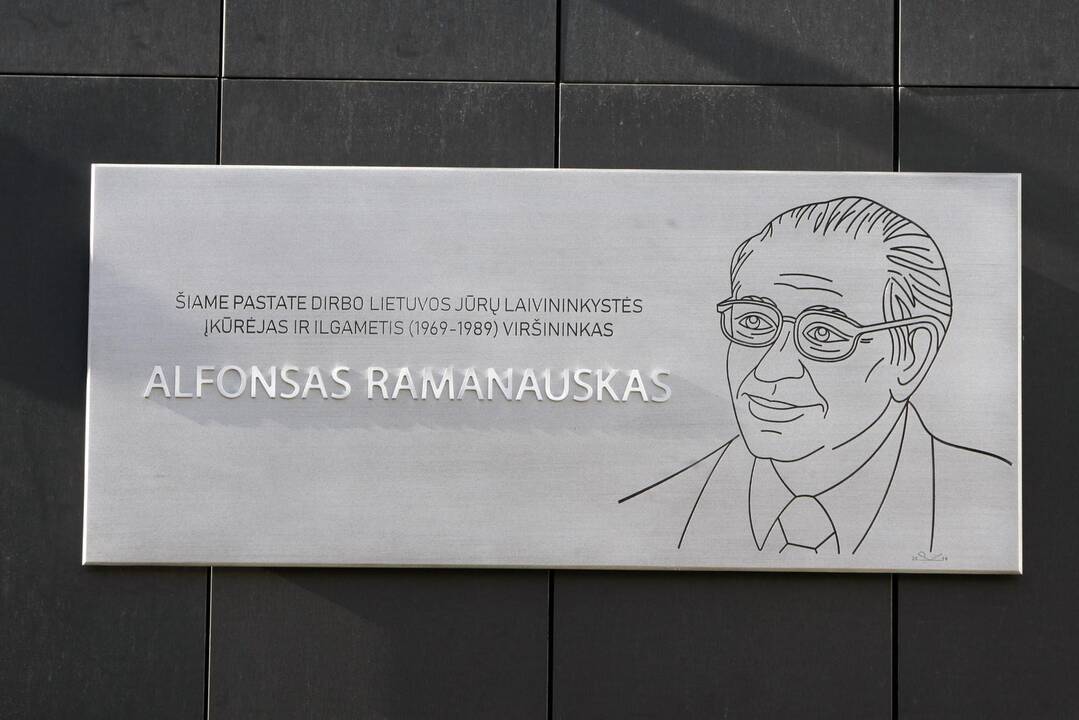 ŠIAME PASTATE DIRBO LIETUVOS JŪRŲ LAIVININKYSTĖS
ĮKŪRĖJAS IR ILGAMETIS (1969-1989) VIRŠININKAS
ALFONSAS RAMANAUSKAS